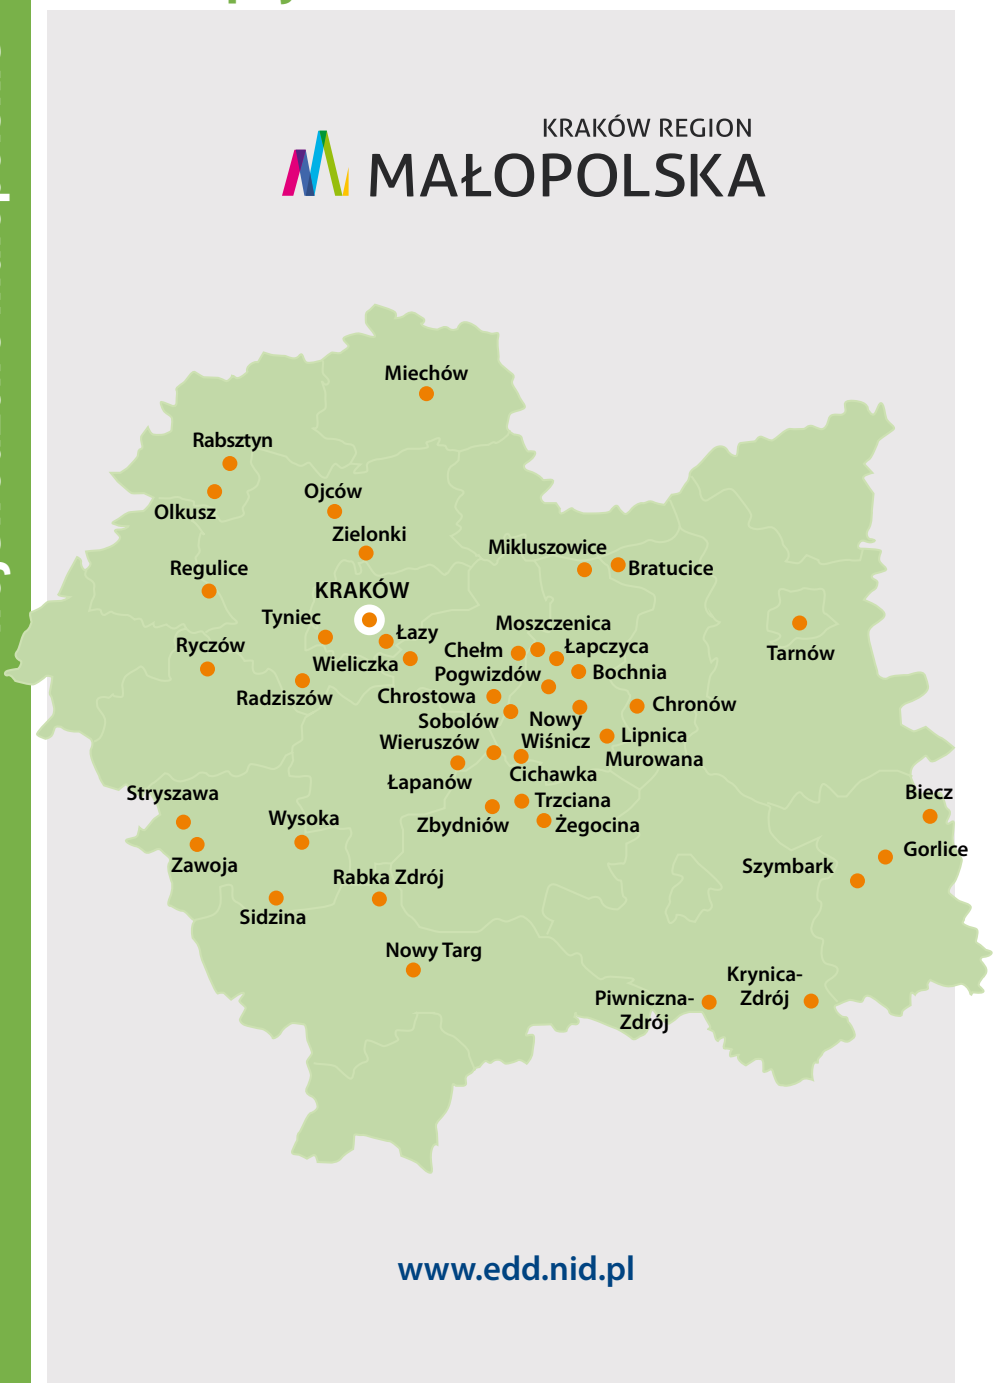 KRAKÓW REGION
MAŁOPOLSKA
Miechów
Rabsztyn
Olkusz
Ojców
Zielonki
Mikluszowice
Bratucice
Regulice
KRAKÓW
Tyniec
Łazy
Moszczenica
Ryczów
Wieliczka
Chełm
Łapczyca
Tarnów
Pogwizdów
Bochnia
Radziszów
Chrostowa
Chronów
Sobolów
Nowy
Wiśnicz
Lipnica
Murowana
Wieruszów
Cichawka
Łapanów
Stryszawa
Trzciana
Biecz
Wysoka
Zbydniów
Żegocina
Zawoja
Gorlice
Szymbark
Rabka Zdrój
Sidzina
Nowy Targ
Krynica-
Zdrój
Piwniczna-
Zdrój
www.edd.nid.pl